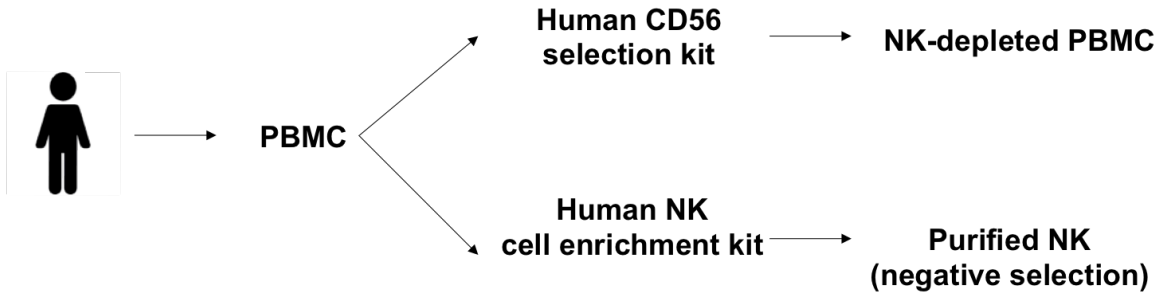 Human CD56
selection kit
NK-depleted PBMC
PBMC
Human NK
cell enrichment kit
Purified NK
(negative selection)